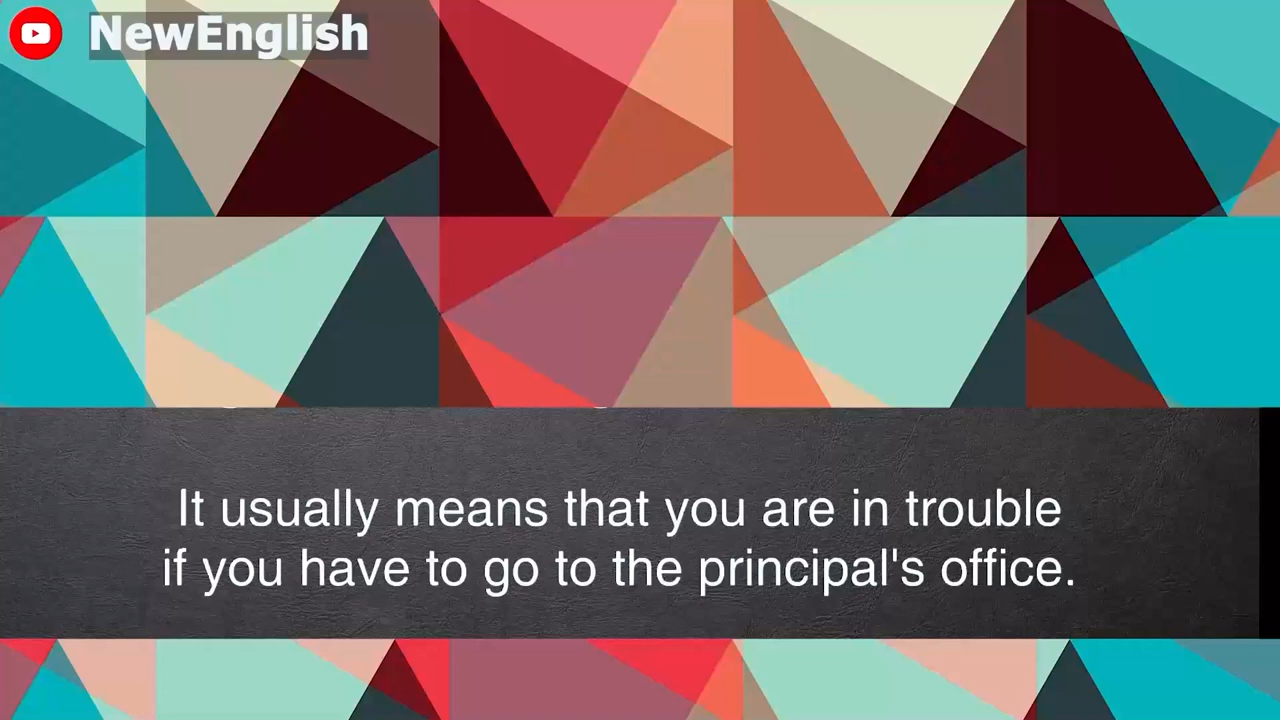 NewEnglish
It usually means that you are in trouble
if you have to go to the principal's office.